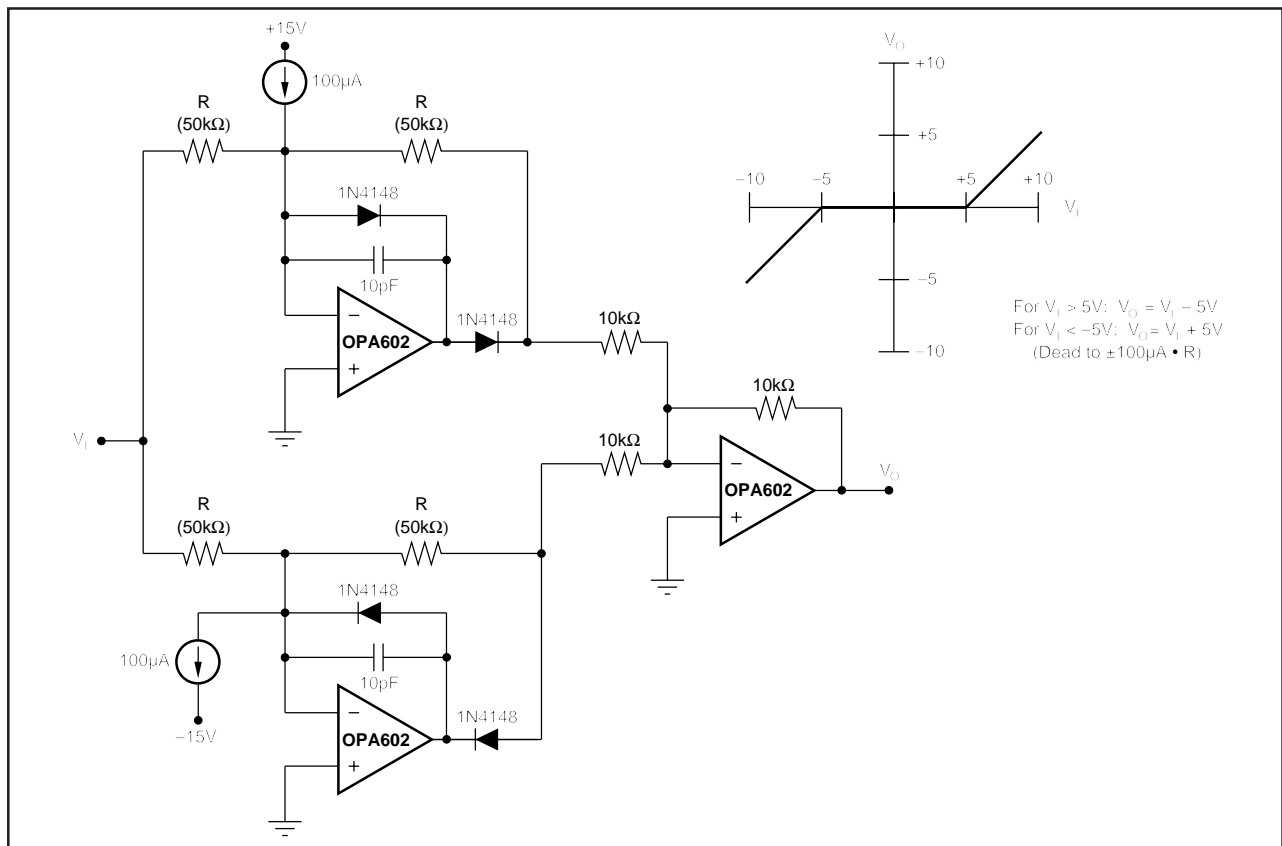 +15V
100µA
R
(50kΩ)
R
(50kΩ)
1N4148
10pF
−
OPA602
+
1N4148
10kΩ
V_I
10kΩ
10kΩ
−
OPA602
+
V_O
R
(50kΩ)
R
(50kΩ)
100µA
−15V
1N4148
10pF
−
OPA602
+
1N4148
V_O
+10
+5
−10
−5
+5
+10
V_I
−5
−10
For V_I > 5V: V_O = V_I − 5V
For V_I < −5V: V_O = V_I + 5V
(Dead to ±100µA • R)